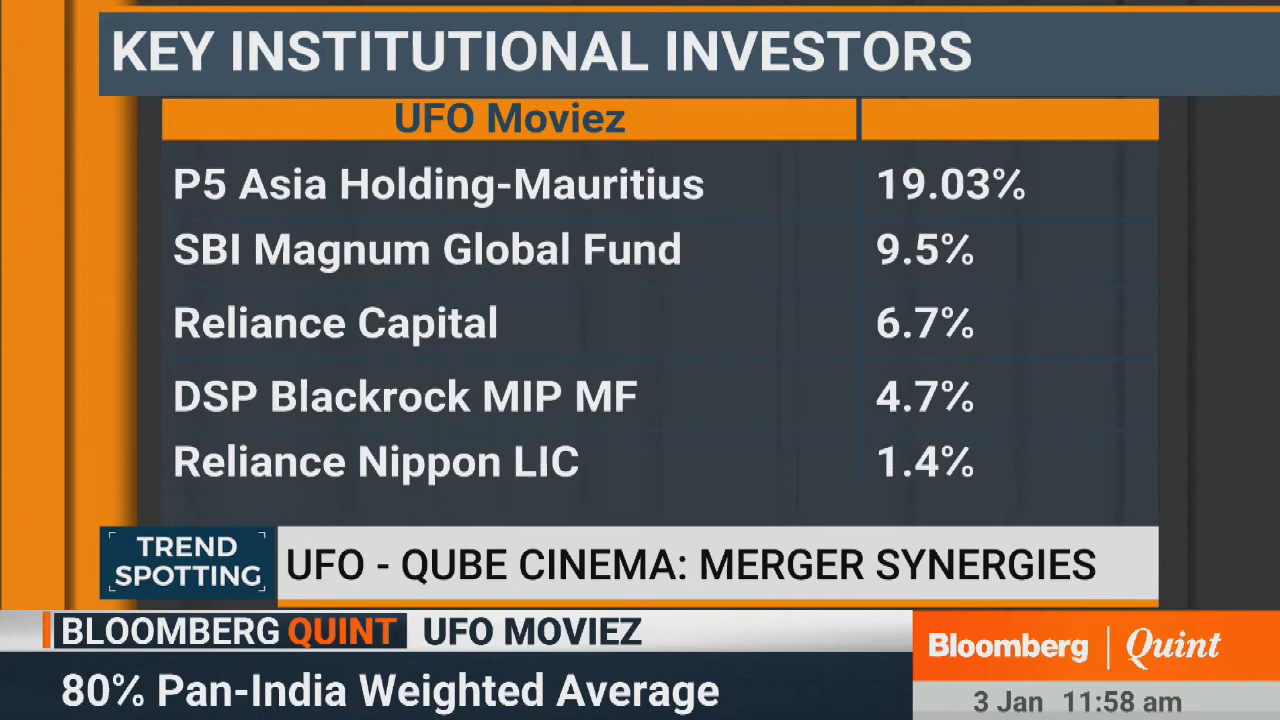 KEY INSTITUTIONAL INVESTORS
UFO Moviez
P5 Asia Holding-Mauritius 19.03%
SBI Magnum Global Fund 9.5%
Reliance Capital 6.7%
DSP Blackrock MIP MF 4.7%
Reliance Nippon LIC 1.4%
TREND
SPOTTING
UFO - QUBE CINEMA: MERGER SYNERGIES
BLOOMBERG QUINT UFO MOVIEZ
80% Pan-India Weighted Average
Bloomberg | Quint
3 Jan 11:58 am